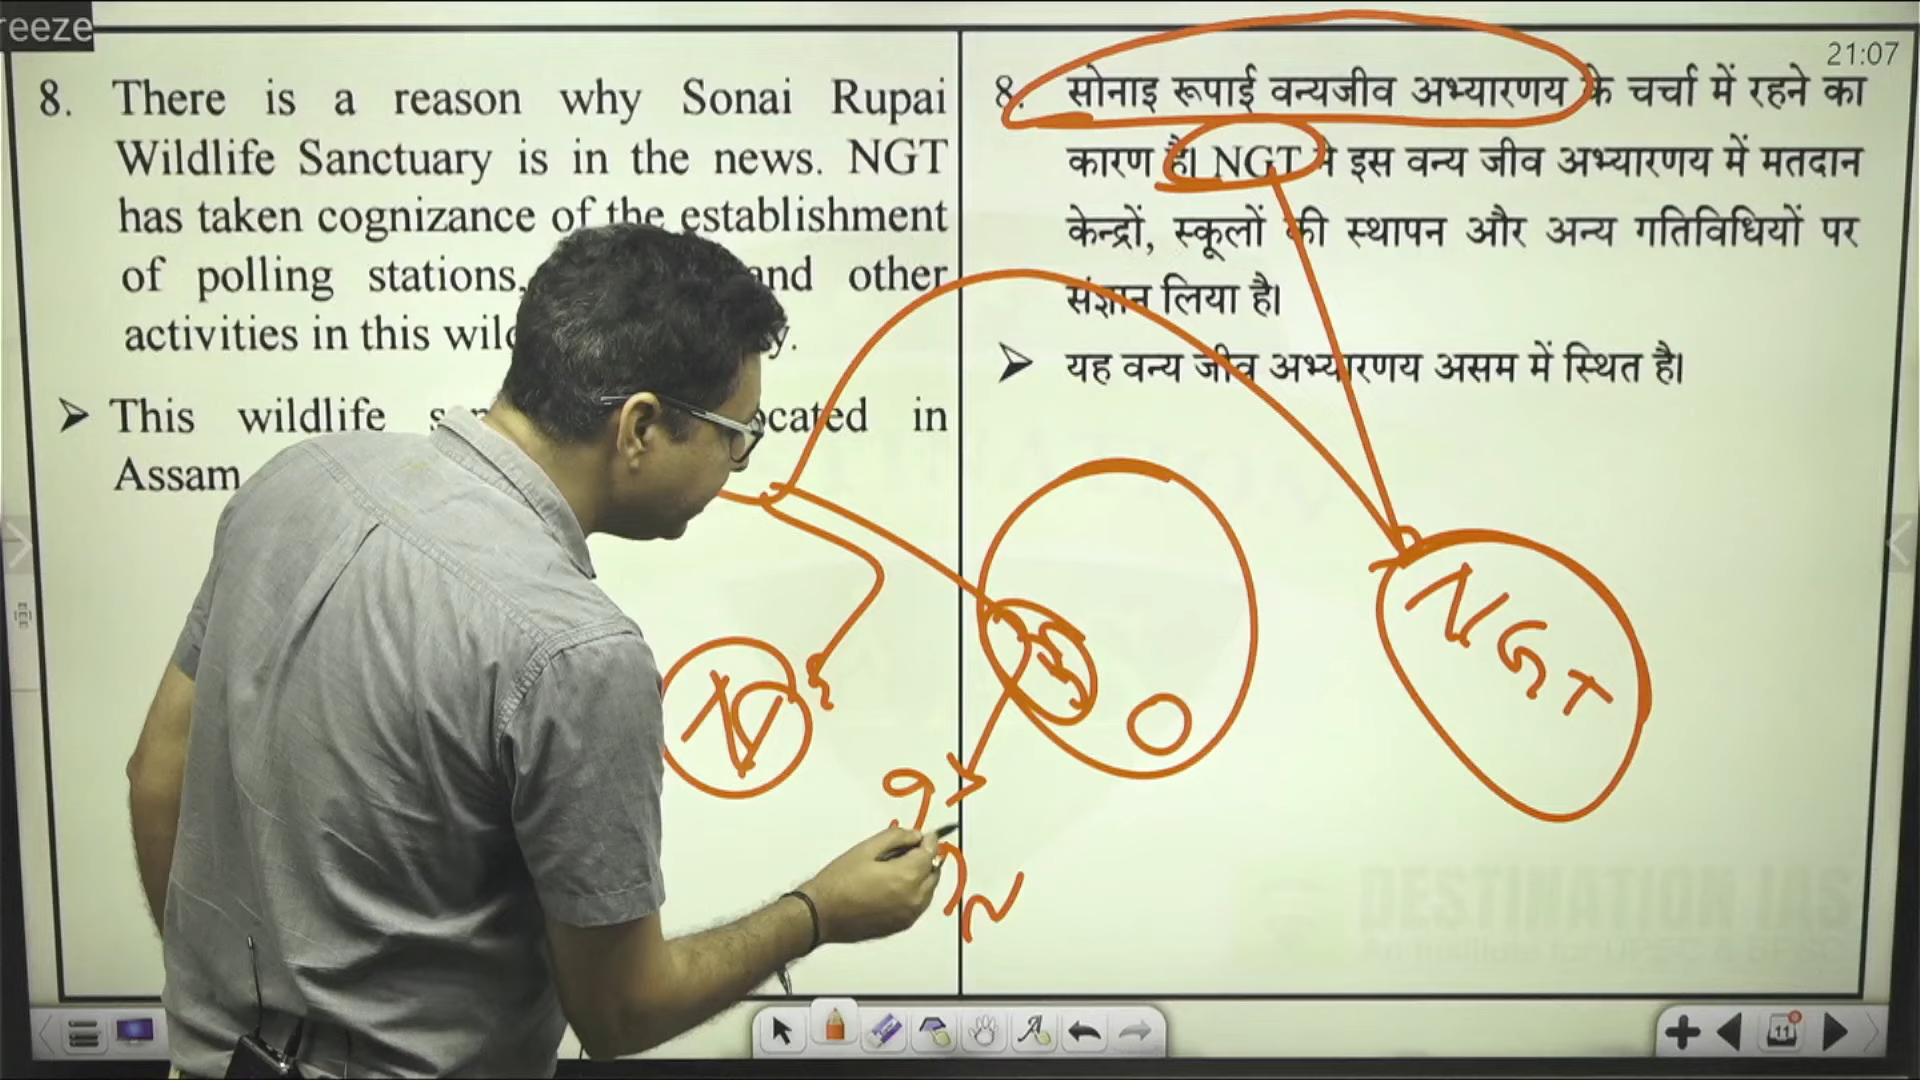 reeze
21:07
8. There is a reason why Sonai Rupai
Wildlife Sanctuary is in the news. NGT
has taken cognizance of the establishment
of polling stations, and other
activities in this
➤ This wildlife in
Assam
8. सोनाइ रूपाई वन्यजीव अभ्यारणय के चर्चा में रहने का
कारण है। NGT ने इस वन्य जीव अभ्यारणय में मतदान
केन्द्रों, स्कूलों की स्थापन और अन्य गतिविधियों पर
संज्ञान लिया है।
➤ यह वन्य जीव अभ्यारणय असम में स्थित है।
NGT
DESTINATION IAS
11